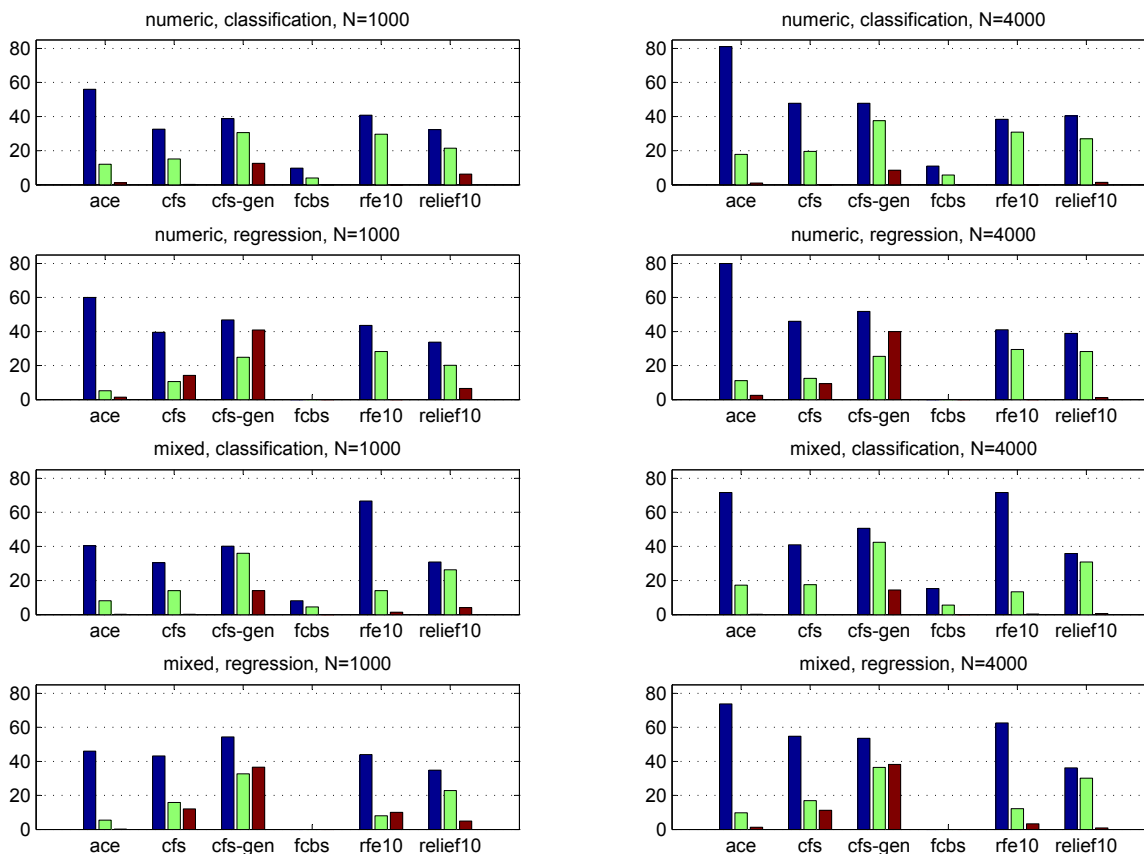 numeric, classification, N=1000
80
60
40
20
0
ace cfs cfs-gen fcbs rfe10 relief10
numeric, classification, N=4000
80
60
40
20
0
ace cfs cfs-gen fcbs rfe10 relief10
numeric, regression, N=1000
80
60
40
20
0
ace cfs cfs-gen fcbs rfe10 relief10
numeric, regression, N=4000
80
60
40
20
0
ace cfs cfs-gen fcbs rfe10 relief10
mixed, classification, N=1000
80
60
40
20
0
ace cfs cfs-gen fcbs rfe10 relief10
mixed, classification, N=4000
80
60
40
20
0
ace cfs cfs-gen fcbs rfe10 relief10
mixed, regression, N=1000
80
60
40
20
0
ace cfs cfs-gen fcbs rfe10 relief10
mixed, regression, N=4000
80
60
40
20
0
ace cfs cfs-gen fcbs rfe10 relief10